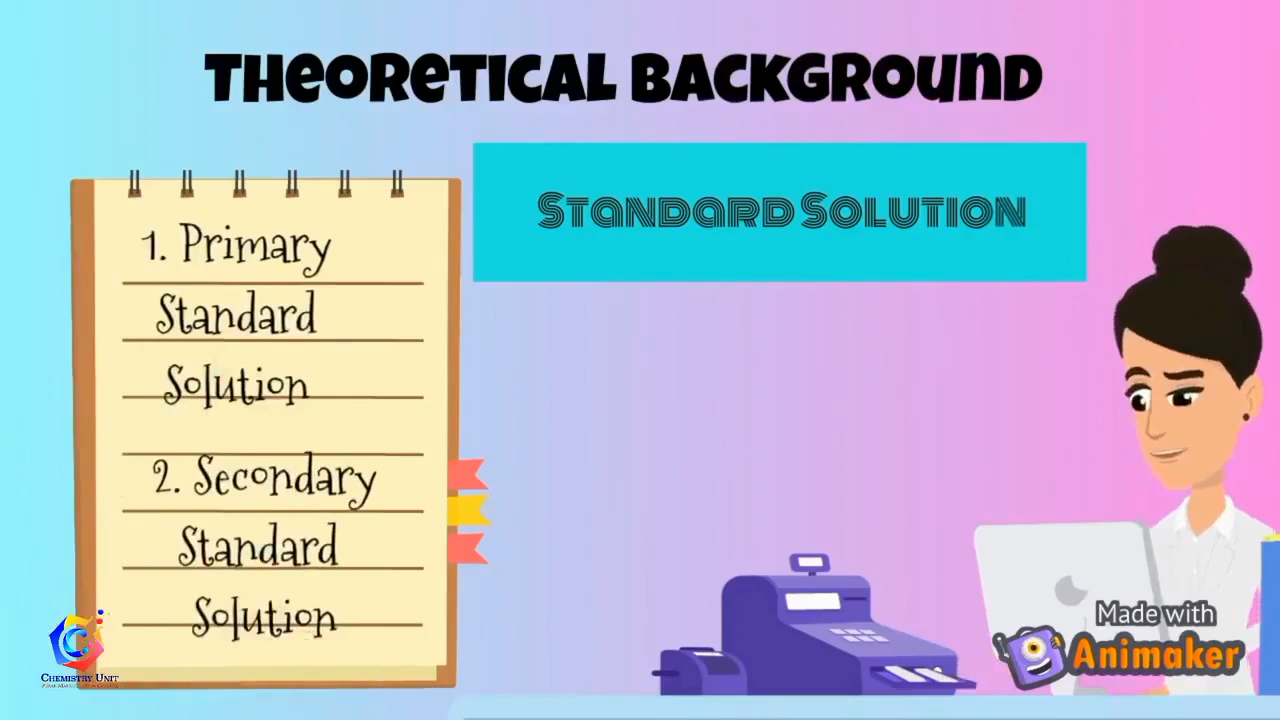 THEORETICAL BACKGROUND
STANDARD SOLUTION
1. Primary
Standard
Solution
2. Secondary
Standard
Solution
CHEMISTRY UNIT
Made with
Animaker